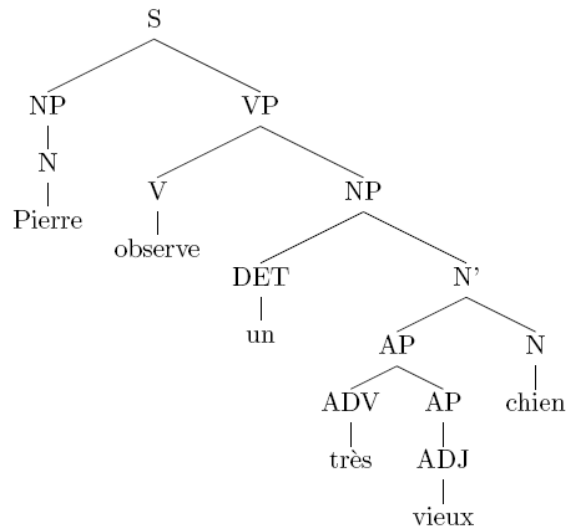 S
NP VP
N
V NP
Pierre
observe
DET N'
un
AP N
ADV AP chien
très ADJ
vieux